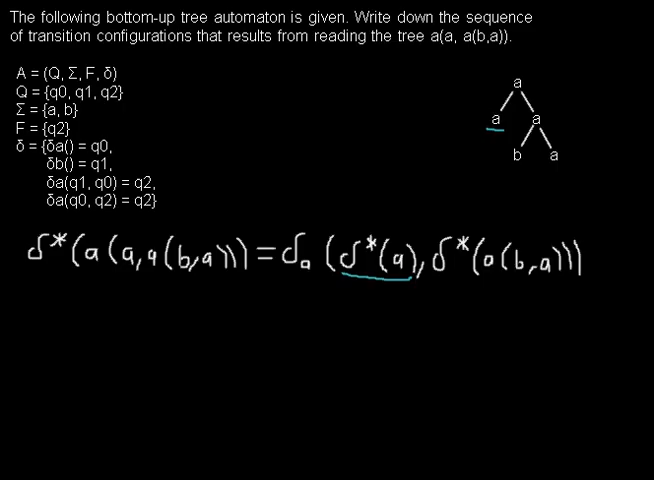 The following bottom-up tree automaton is given. Write down the sequence
of transition configurations that results from reading the tree a(a, a(b,a)).
A = (Q, Σ, F, δ)
Q = {q0, q1, q2}
Σ = {a, b}
F = {q2}
δ = {δa() = q0,
δb() = q1,
δa(q1, q0) = q2,
δa(q0, q2) = q2}
a
a a
b a
δ*(a(a,a(b,a))) = δa (δ*(a), δ*(a(b,a)))